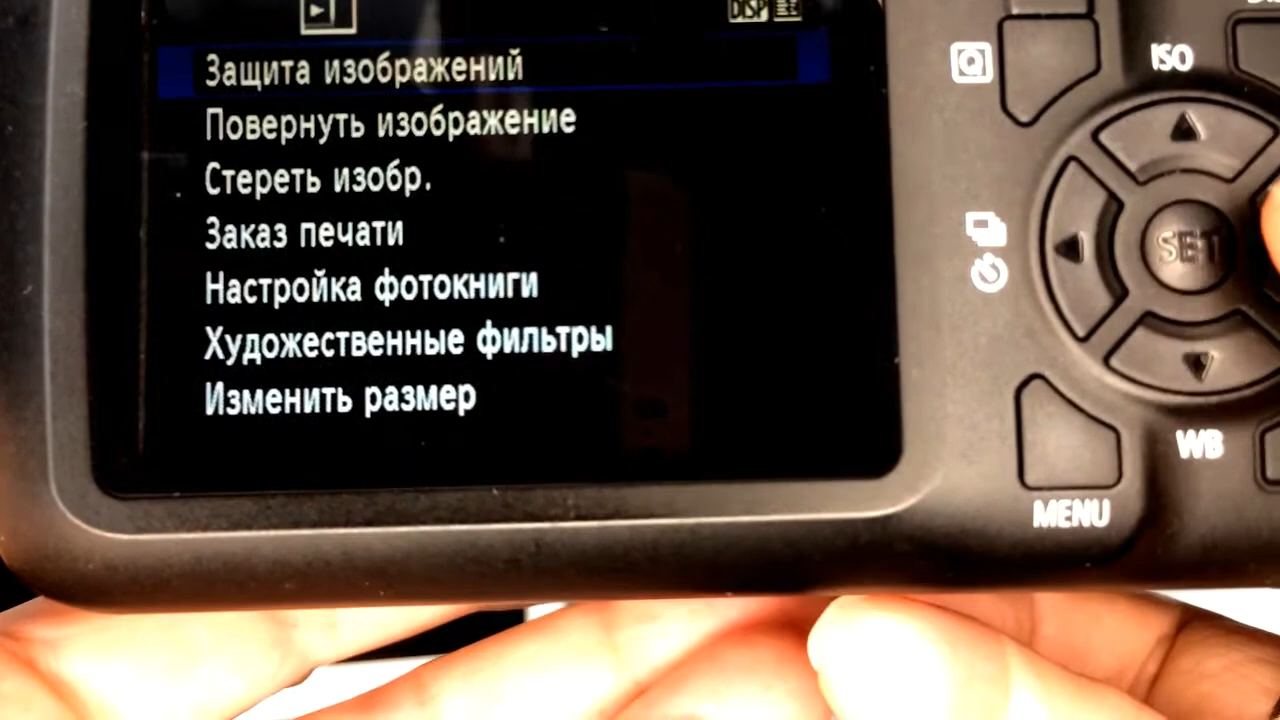 DISP
Защита изображений
Повернуть изображение
Стереть изобр.
Заказ печати
Настройка фотокниги
Художественные фильтры
Изменить размер
Q
ISO
SET
WB
MENU